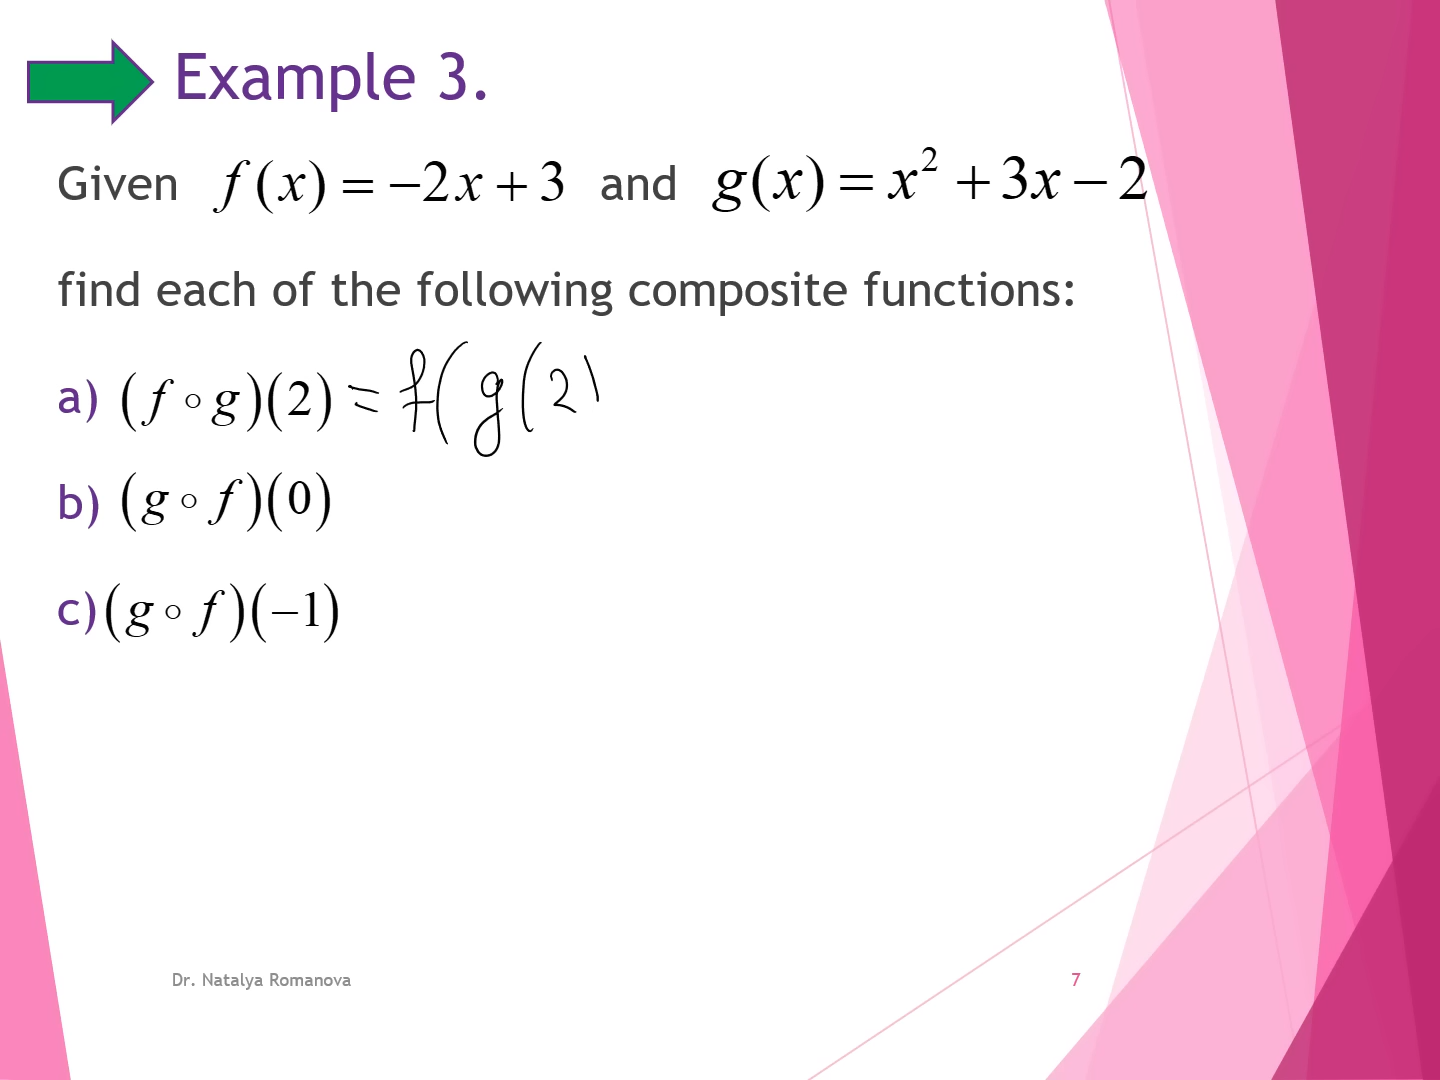 Example 3.
Given f(x) = −2x + 3 and g(x) = x² + 3x − 2
find each of the following composite functions:
a) (f ∘ g)(2) = f(g(2)
b) (g ∘ f)(0)
c) (g ∘ f)(−1)
Dr. Natalya Romanova 7